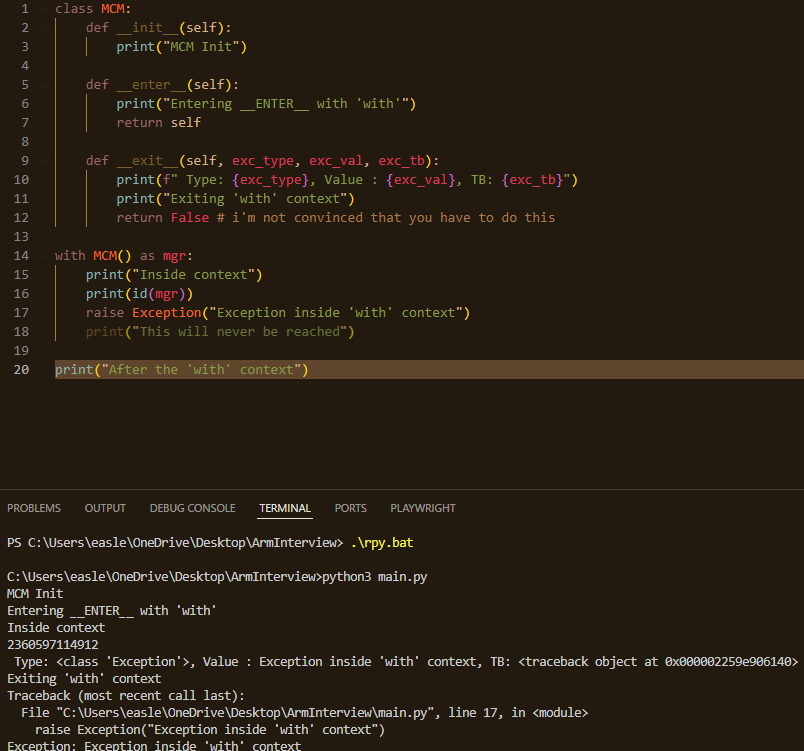 1 class MCM:
2     def __init__(self):
3         print("MCM Init")
4
5     def __enter__(self):
6         print("Entering __ENTER__ with 'with'")
7         return self
8
9     def __exit__(self, exc_type, exc_val, exc_tb):
10         print(f" Type: {exc_type}, Value : {exc_val}, TB: {exc_tb}")
11         print("Exiting 'with' context")
12         return False # i'm not convinced that you have to do this
13
14 with MCM() as mgr:
15     print("Inside context")
16     print(id(mgr))
17     raise Exception("Exception inside 'with' context")
18     print("This will never be reached")
19
20 print("After the 'with' context")
PROBLEMS OUTPUT DEBUG CONSOLE TERMINAL PORTS PLAYWRIGHT
PS C:\Users\easle\OneDrive\Desktop\ArmInterview> .\rpy.bat
C:\Users\easle\OneDrive\Desktop\ArmInterview>python3 main.py
MCM Init
Entering __ENTER__ with 'with'
Inside context
2360597114912
 Type: <class 'Exception'>, Value : Exception inside 'with' context, TB: <traceback object at 0x000002259e906140>
Exiting 'with' context
Traceback (most recent call last):
  File "C:\Users\easle\OneDrive\Desktop\ArmInterview\main.py", line 17, in <module>
    raise Exception("Exception inside 'with' context")
Exception: Exception inside 'with' context